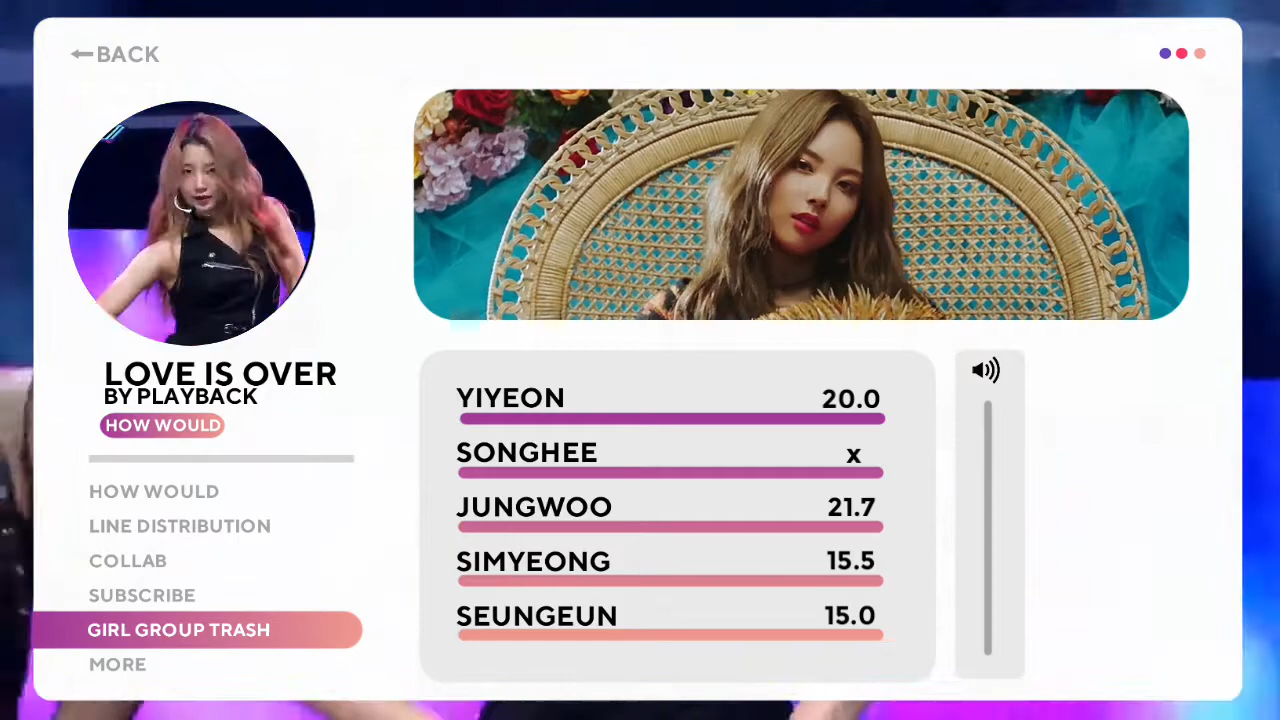 BACK
LOVE IS OVER
BY PLAYBACK
HOW WOULD
HOW WOULD
LINE DISTRIBUTION
COLLAB
SUBSCRIBE
GIRL GROUP TRASH
MORE
YIYEON 20.0
SONGHEE x
JUNGWOO 21.7
SIMYEONG 15.5
SEUNGEUN 15.0